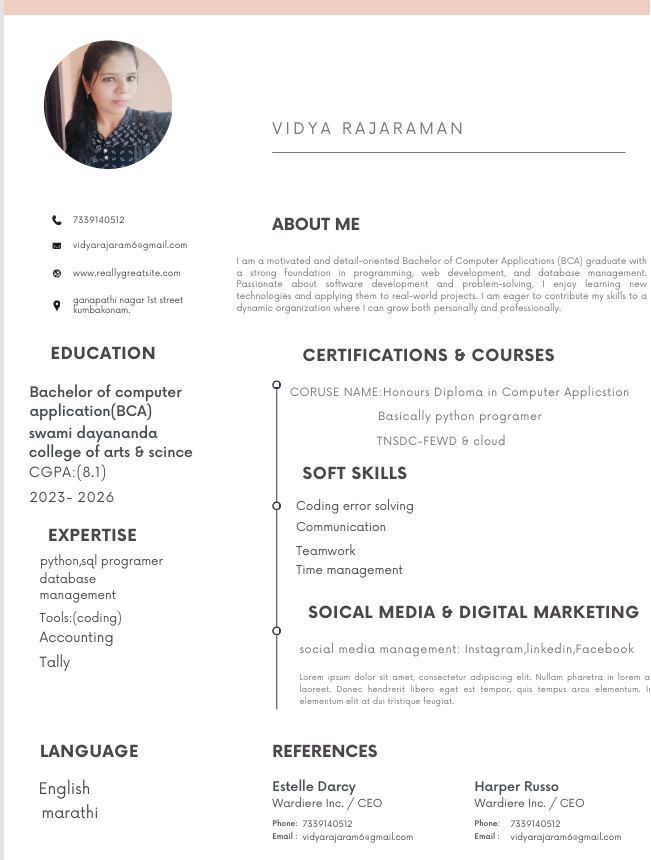 VIDYA RAJARAMAN
7339140512
vidyarajaram6@gmail.com
www.reallygreatsite.com
ganapathi nagar 1st street
kumbakonam.
ABOUT ME
I am a motivated and detail-oriented Bachelor of Computer Applications (BCA) graduate with
a strong foundation in programming, web development, and database management.
Passionate about software development and problem-solving, I enjoy learning new
technologies and applying them to real-world projects. I am eager to contribute my skills to a
dynamic organization where I can grow both personally and professionally.
EDUCATION
Bachelor of computer
application(BCA)
swami dayananda
college of arts & scince
CGPA:(8.1)
2023- 2026
EXPERTISE
python,sql programer
database
management
Tools:(coding)
Accounting
Tally
CERTIFICATIONS & COURSES
CORUSE NAME:Honours Diploma in Computer Applicstion
Basically python programer
TNSDC-FEWD & cloud
SOFT SKILLS
Coding error solving
Communication
Teamwork
Time management
SOICAL MEDIA & DIGITAL MARKETING
social media management: Instagram,linkedin,Facebook
Lorem ipsum dolor sit amet, consectetur adipiscing elit. Nullam pharetra in lorem a
laoreet. Donec hendrerit libero eget est tempor, quis tempus arcu elementum. I
elementum elit at dui tristique feugiat.
LANGUAGE
English
marathi
REFERENCES
Estelle Darcy
Wardiere Inc. / CEO
Phone: 7339140512
Email : vidyarajaram6@gmail.com
Harper Russo
Wardiere Inc. / CEO
Phone: 7339140512
Email : vidyarajaram6@gmail.com